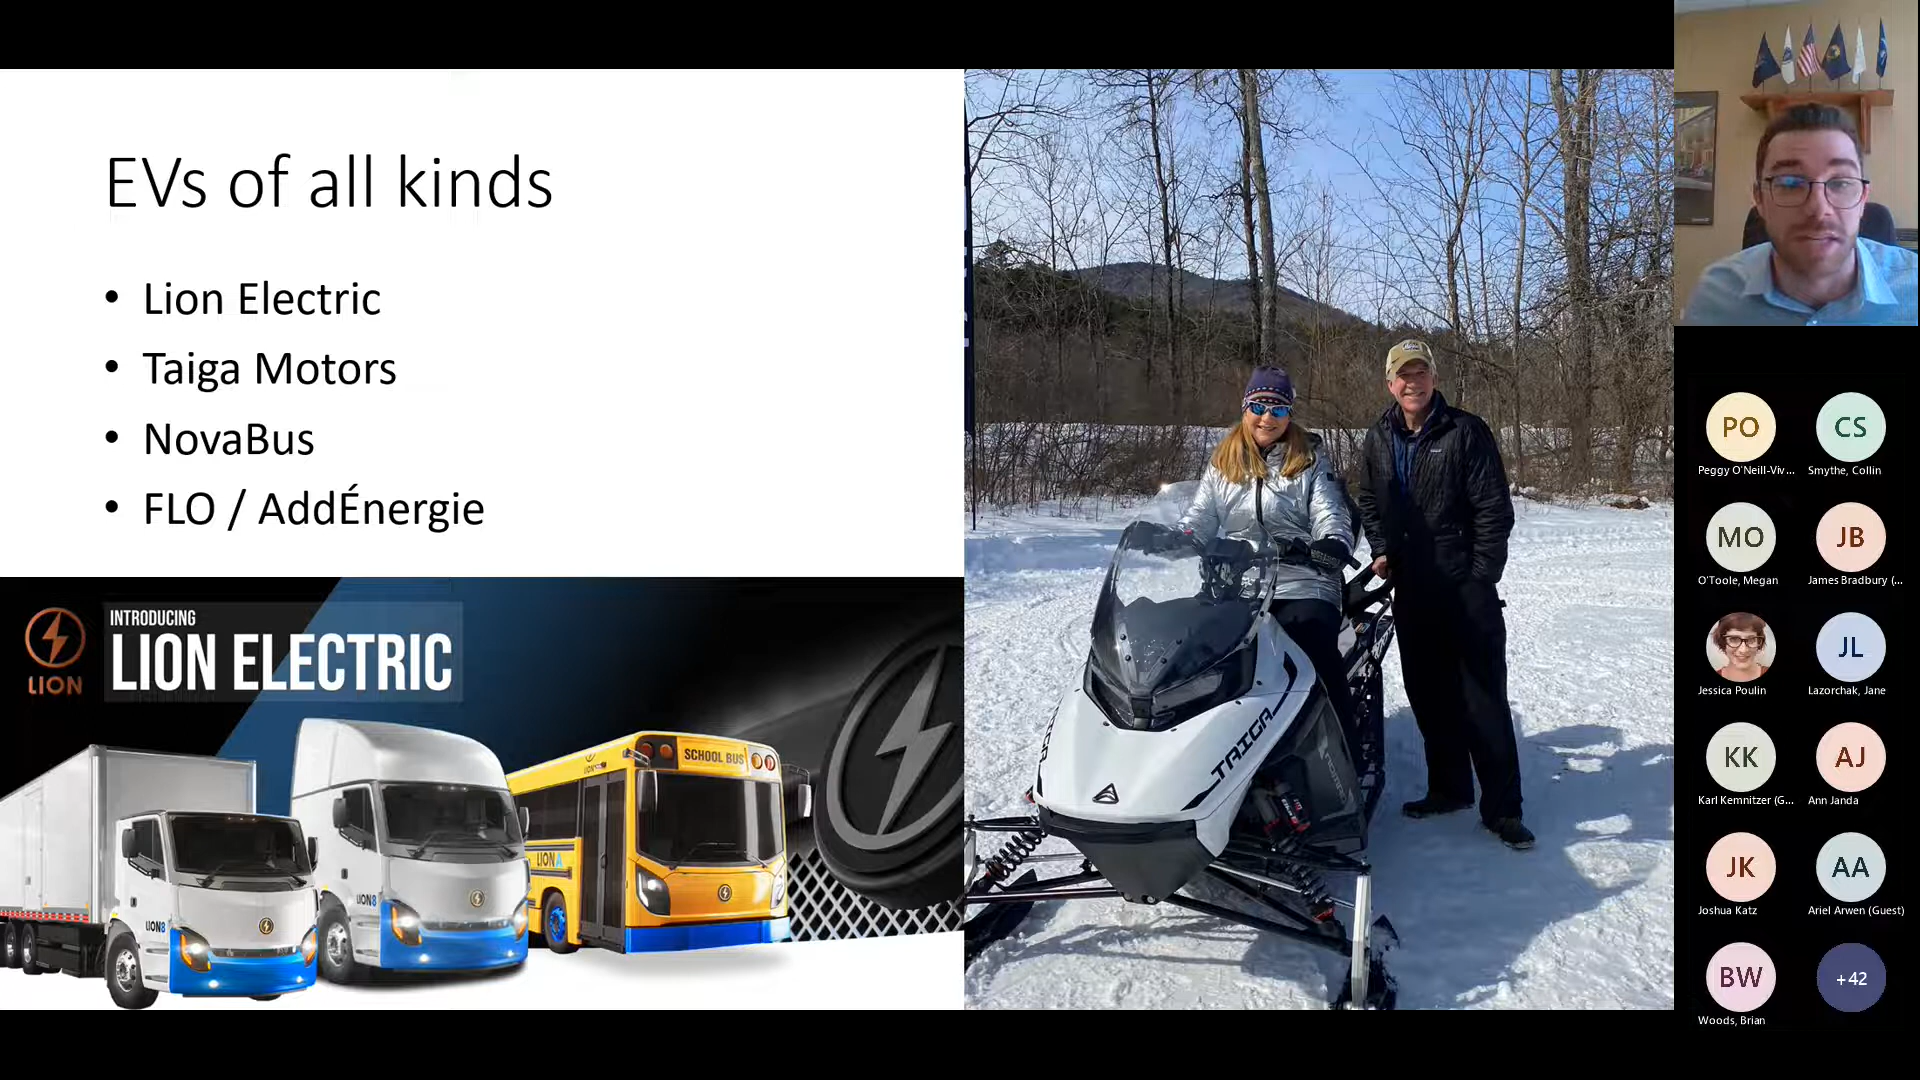 EVs of all kinds
• Lion Electric
• Taiga Motors
• NovaBus
• FLO / AddÉnergie
LION
INTRODUCING
LION ELECTRIC
SCHOOL BUS
LION
LION8
LION8
TAIGA
PO
Peggy O'Neill-Viv...
CS
Smythe, Collin
MO
O'Toole, Megan
JB
James Bradbury (...
Jessica Poulin
JL
Lazorchak, Jane
KK
Karl Kemnitzer (G...
AJ
Ann Janda
JK
Joshua Katz
AA
Ariel Arwen (Guest)
BW
Woods, Brian
+42